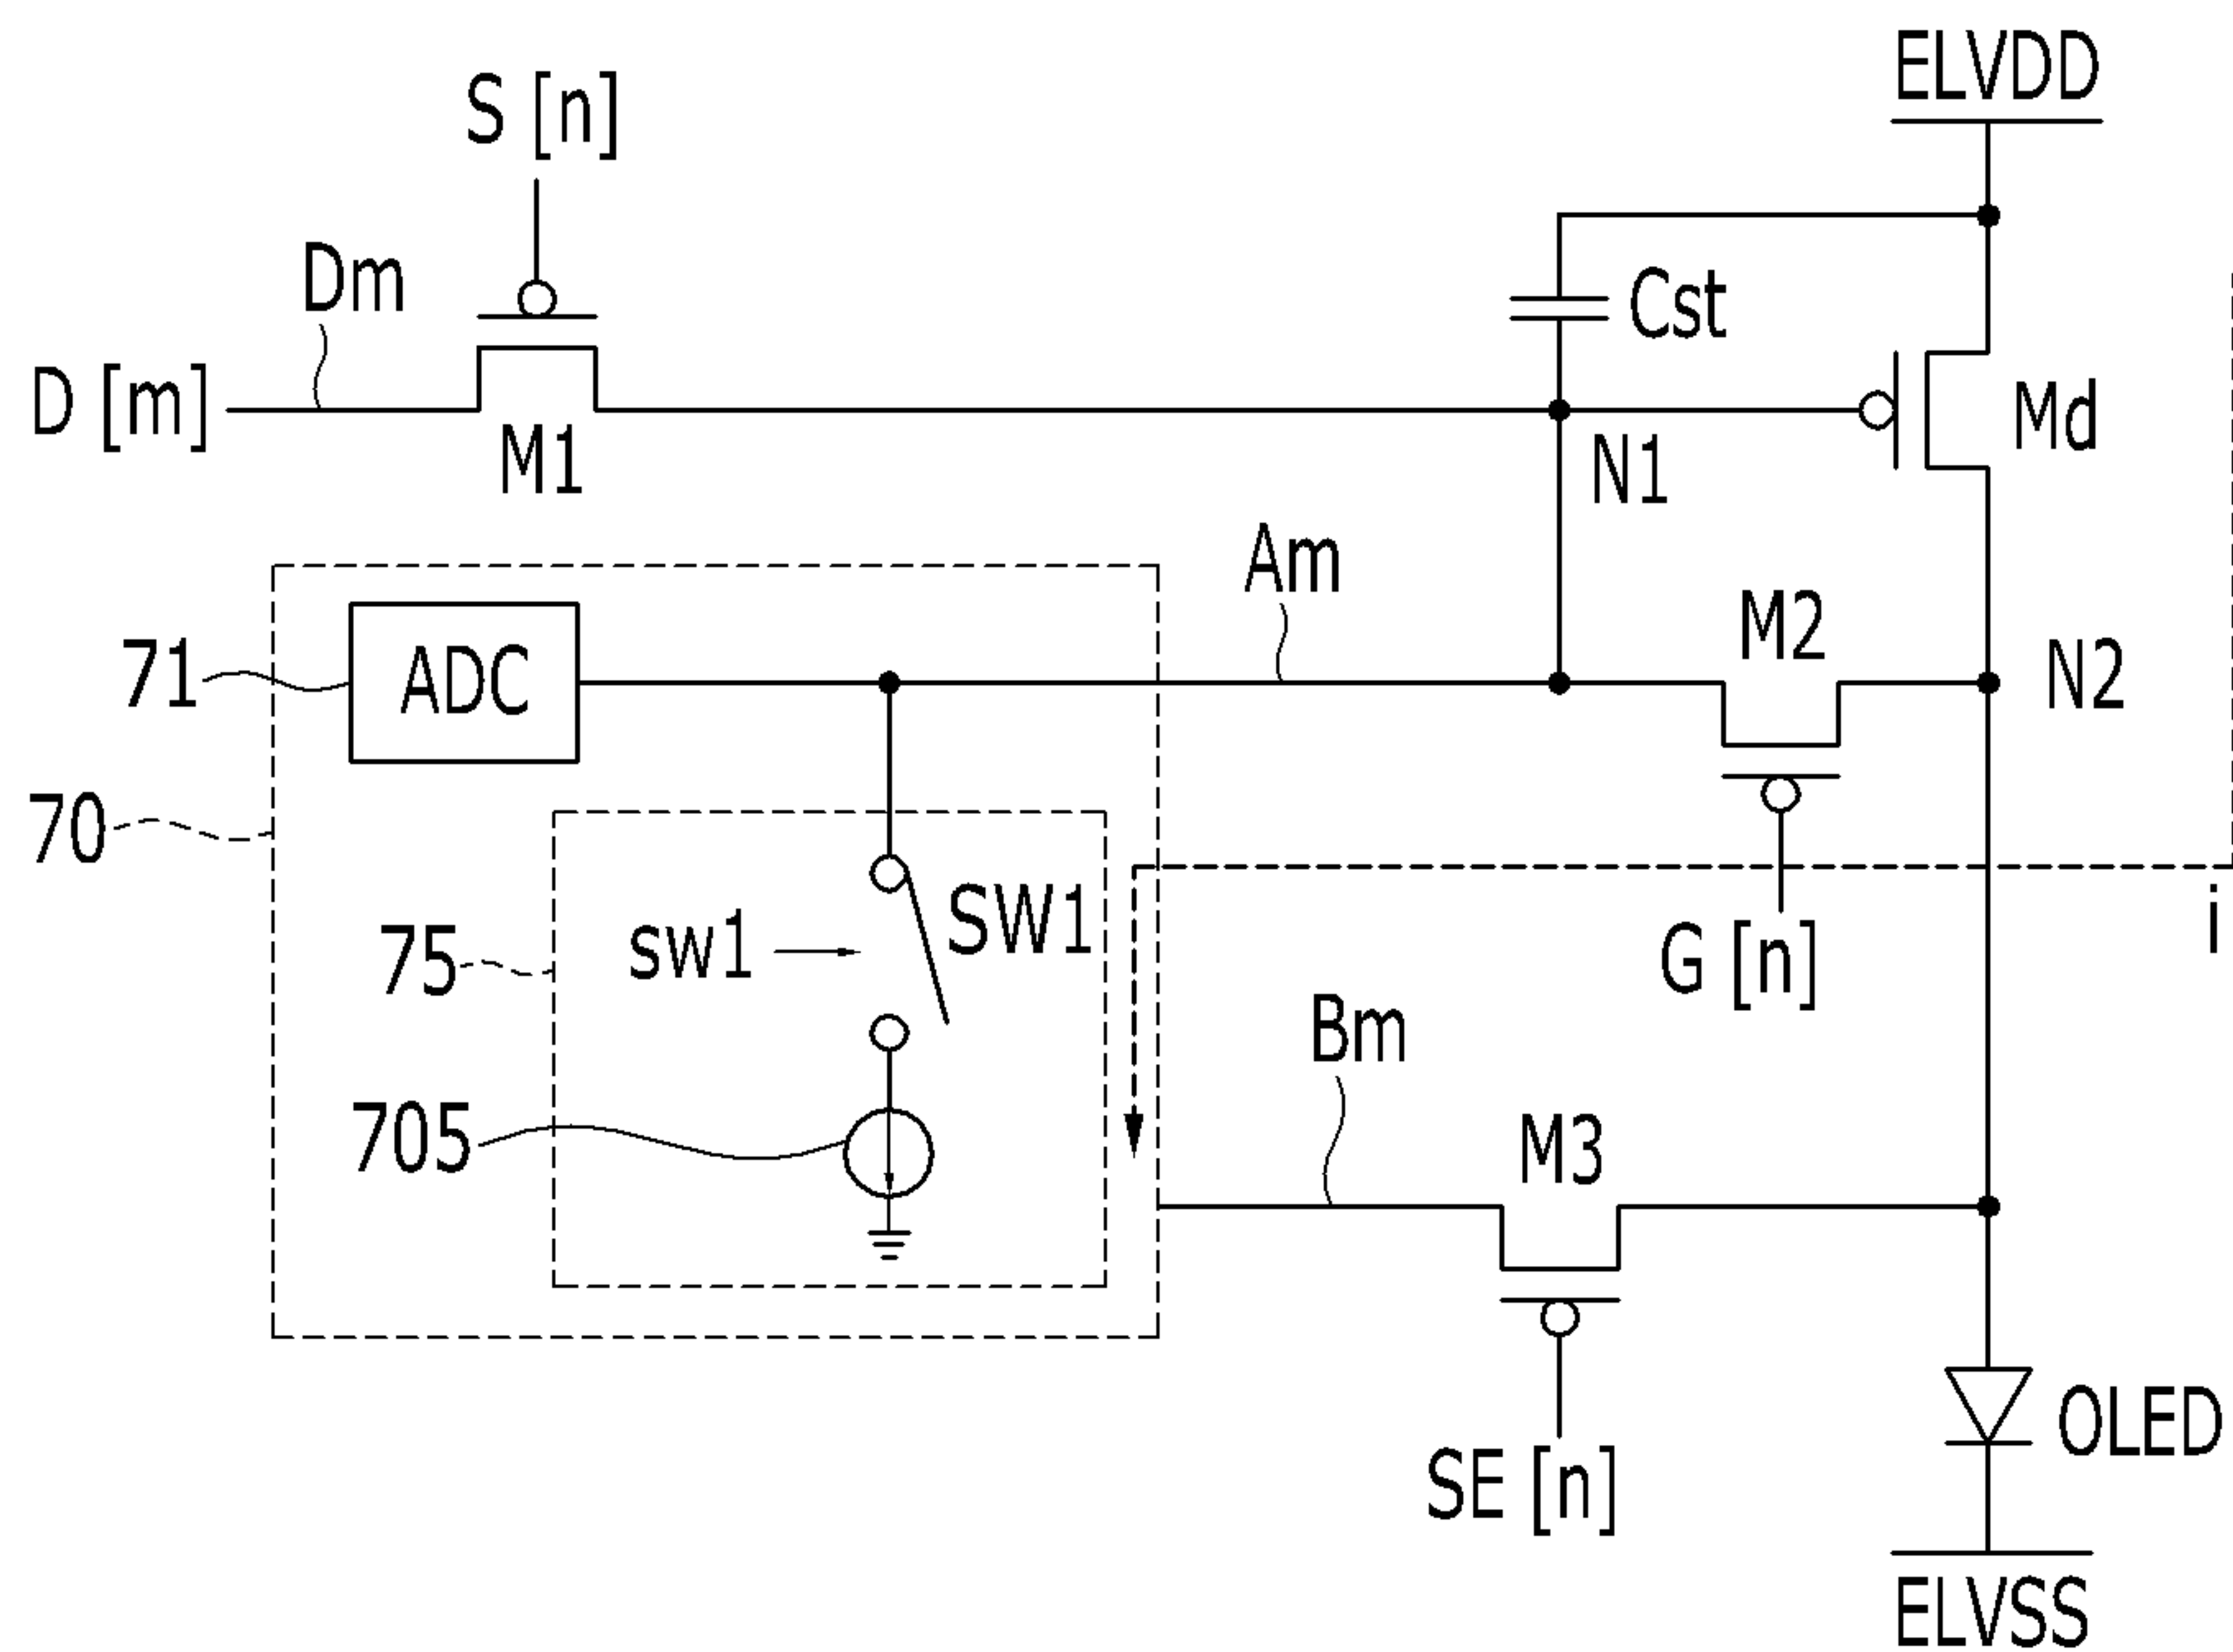 ELVDD
S [n]
Dm
Cst
D [m]
Md
M1
N1
Am
M2
71
ADC
N2
70
SW1
75
sw1
i
G [n]
Bm
705
M3
OLED
SE [n]
ELVSS